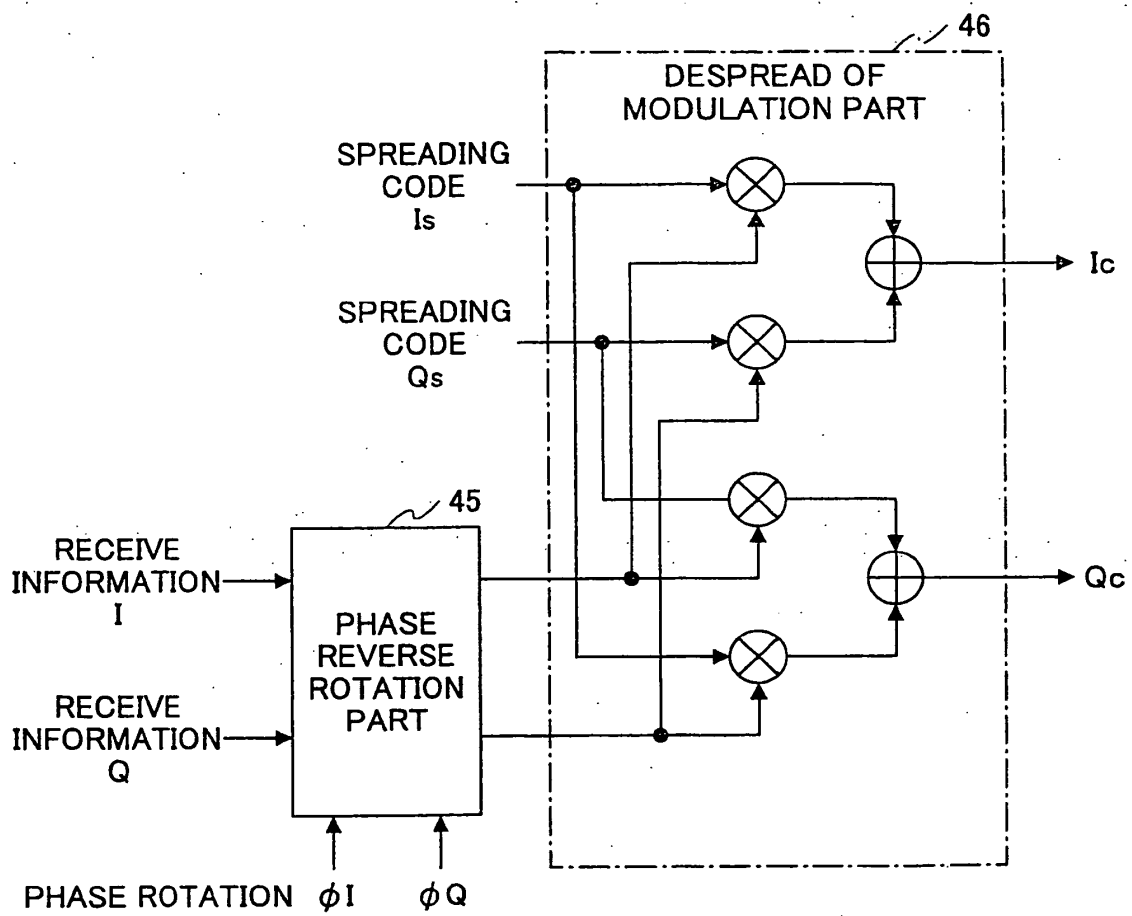 46
DESPREAD OF
MODULATION PART
SPREADING
CODE
Is
Ic
SPREADING
CODE
Qs
45
RECEIVE
INFORMATION
I
PHASE
REVERSE
ROTATION
PART
Qc
RECEIVE
INFORMATION
Q
PHASE ROTATION ϕI ϕQ